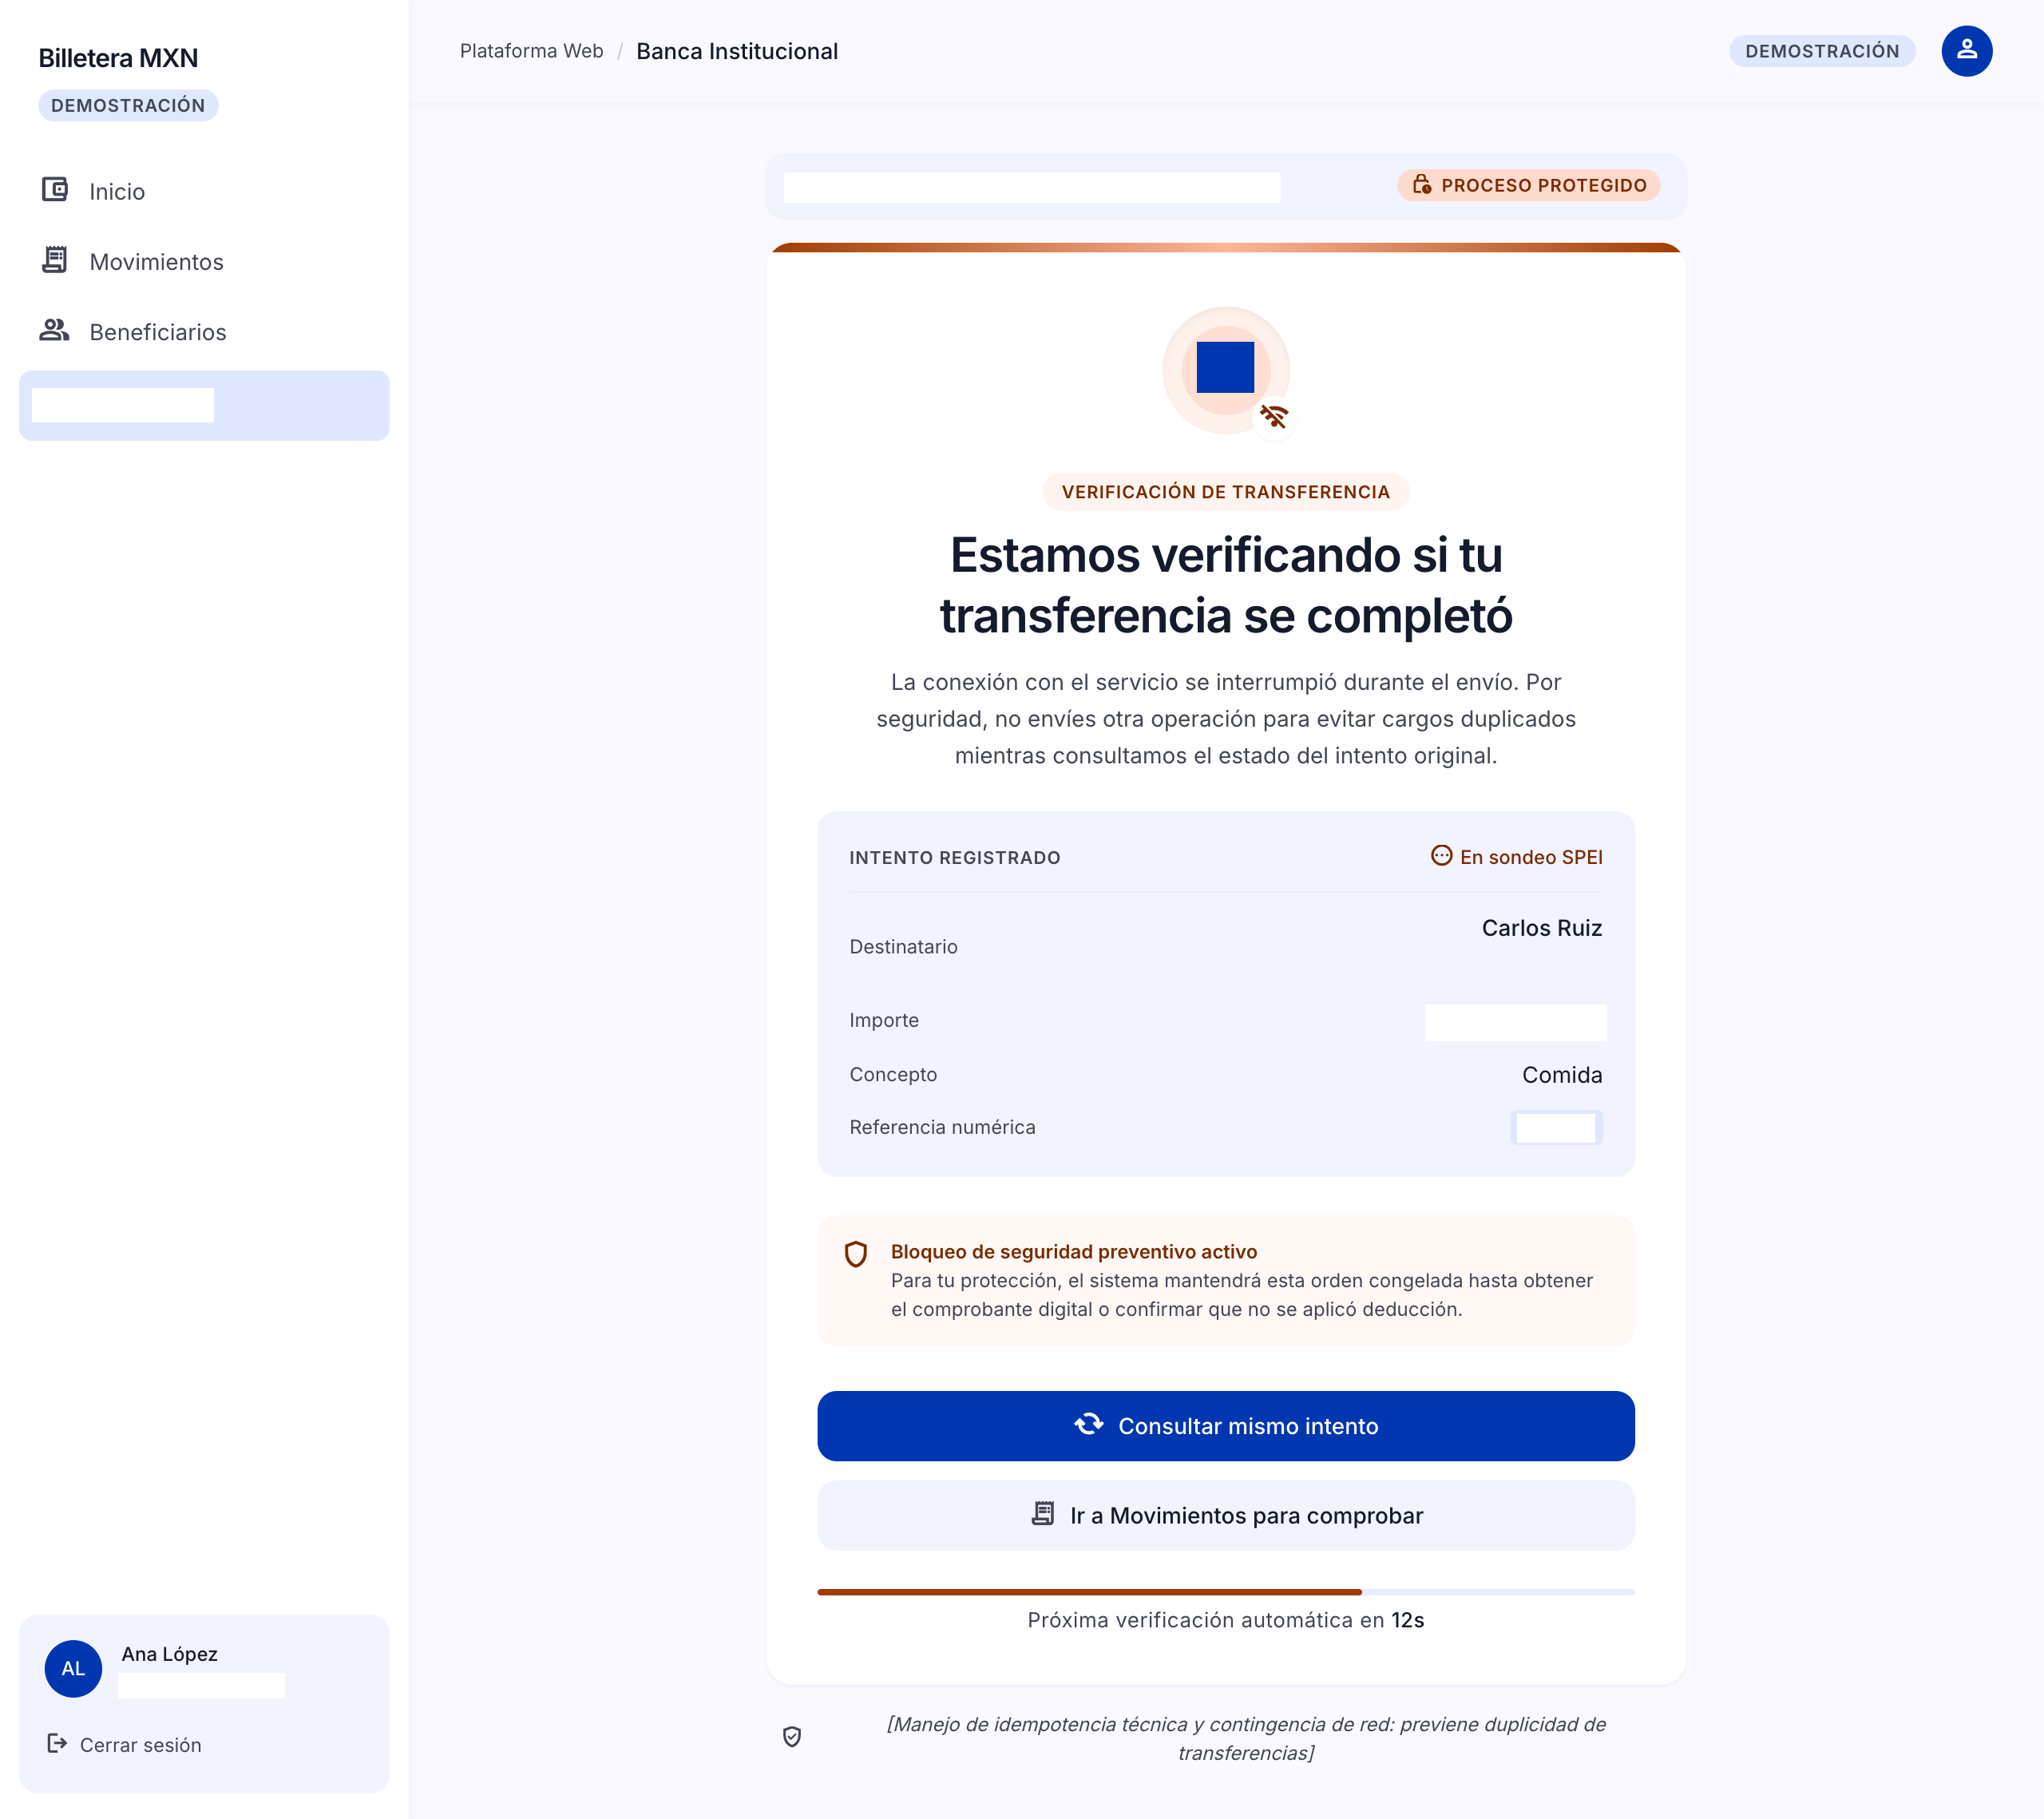 Billetera MXN
DEMOSTRACIÓN
Inicio
Movimientos
Beneficiarios
Ana López
AL
Cerrar sesión
Plataforma Web / Banca Institucional
DEMOSTRACIÓN
PROCESO PROTEGIDO
VERIFICACIÓN DE TRANSFERENCIA
Estamos verificando si tu
transferencia se completó
La conexión con el servicio se interrumpió durante el envío. Por
seguridad, no envíes otra operación para evitar cargos duplicados
mientras consultamos el estado del intento original.
INTENTO REGISTRADO
En sondeo SPEI
Destinatario
Carlos Ruiz
Importe
Concepto
Comida
Referencia numérica
Bloqueo de seguridad preventivo activo
Para tu protección, el sistema mantendrá esta orden congelada hasta obtener
el comprobante digital o confirmar que no se aplicó deducción.
Consultar mismo intento
Ir a Movimientos para comprobar
Próxima verificación automática en 12s
[Manejo de idempotencia técnica y contingencia de red: previene duplicidad de
transferencias]